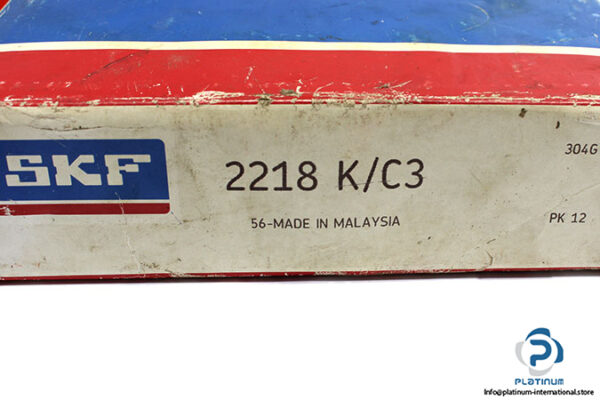 SKF
2218 K/C3
56-MADE IN MALAYSIA
304G
PK 12
PLATINUM
Info@platinum-international.store